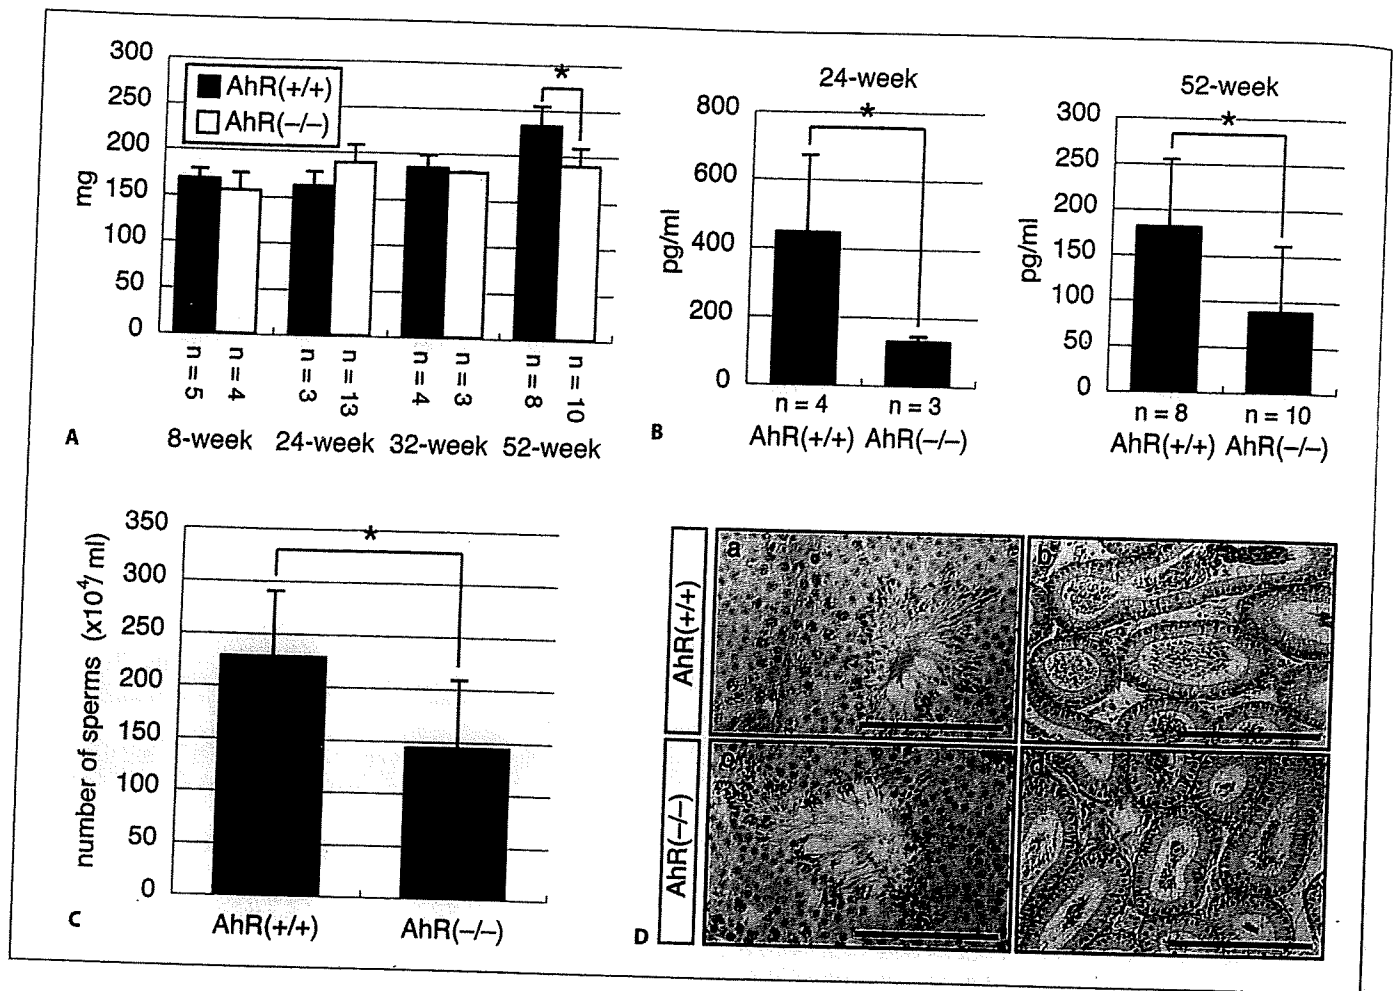 300
250
200
150
100
50
0
mg
AhR(+/+)
AhR(−/−)
*
n = 5
n = 4
n = 3
n = 13
n = 4
n = 3
n = 8
n = 10
8-week
24-week
32-week
52-week
A
24-week
800
600
400
200
0
pg/ml
*
n = 4
n = 3
AhR(+/+)
AhR(−/−)
B
52-week
300
250
200
150
100
50
0
pg/ml
*
n = 8
n = 10
AhR(+/+)
AhR(−/−)
350
300
250
200
150
100
50
0
number of sperms (x10⁴/ ml)
*
AhR(+/+)
AhR(−/−)
C
AhR(+/+)
AhR(−/−)
a
b
c
d
D